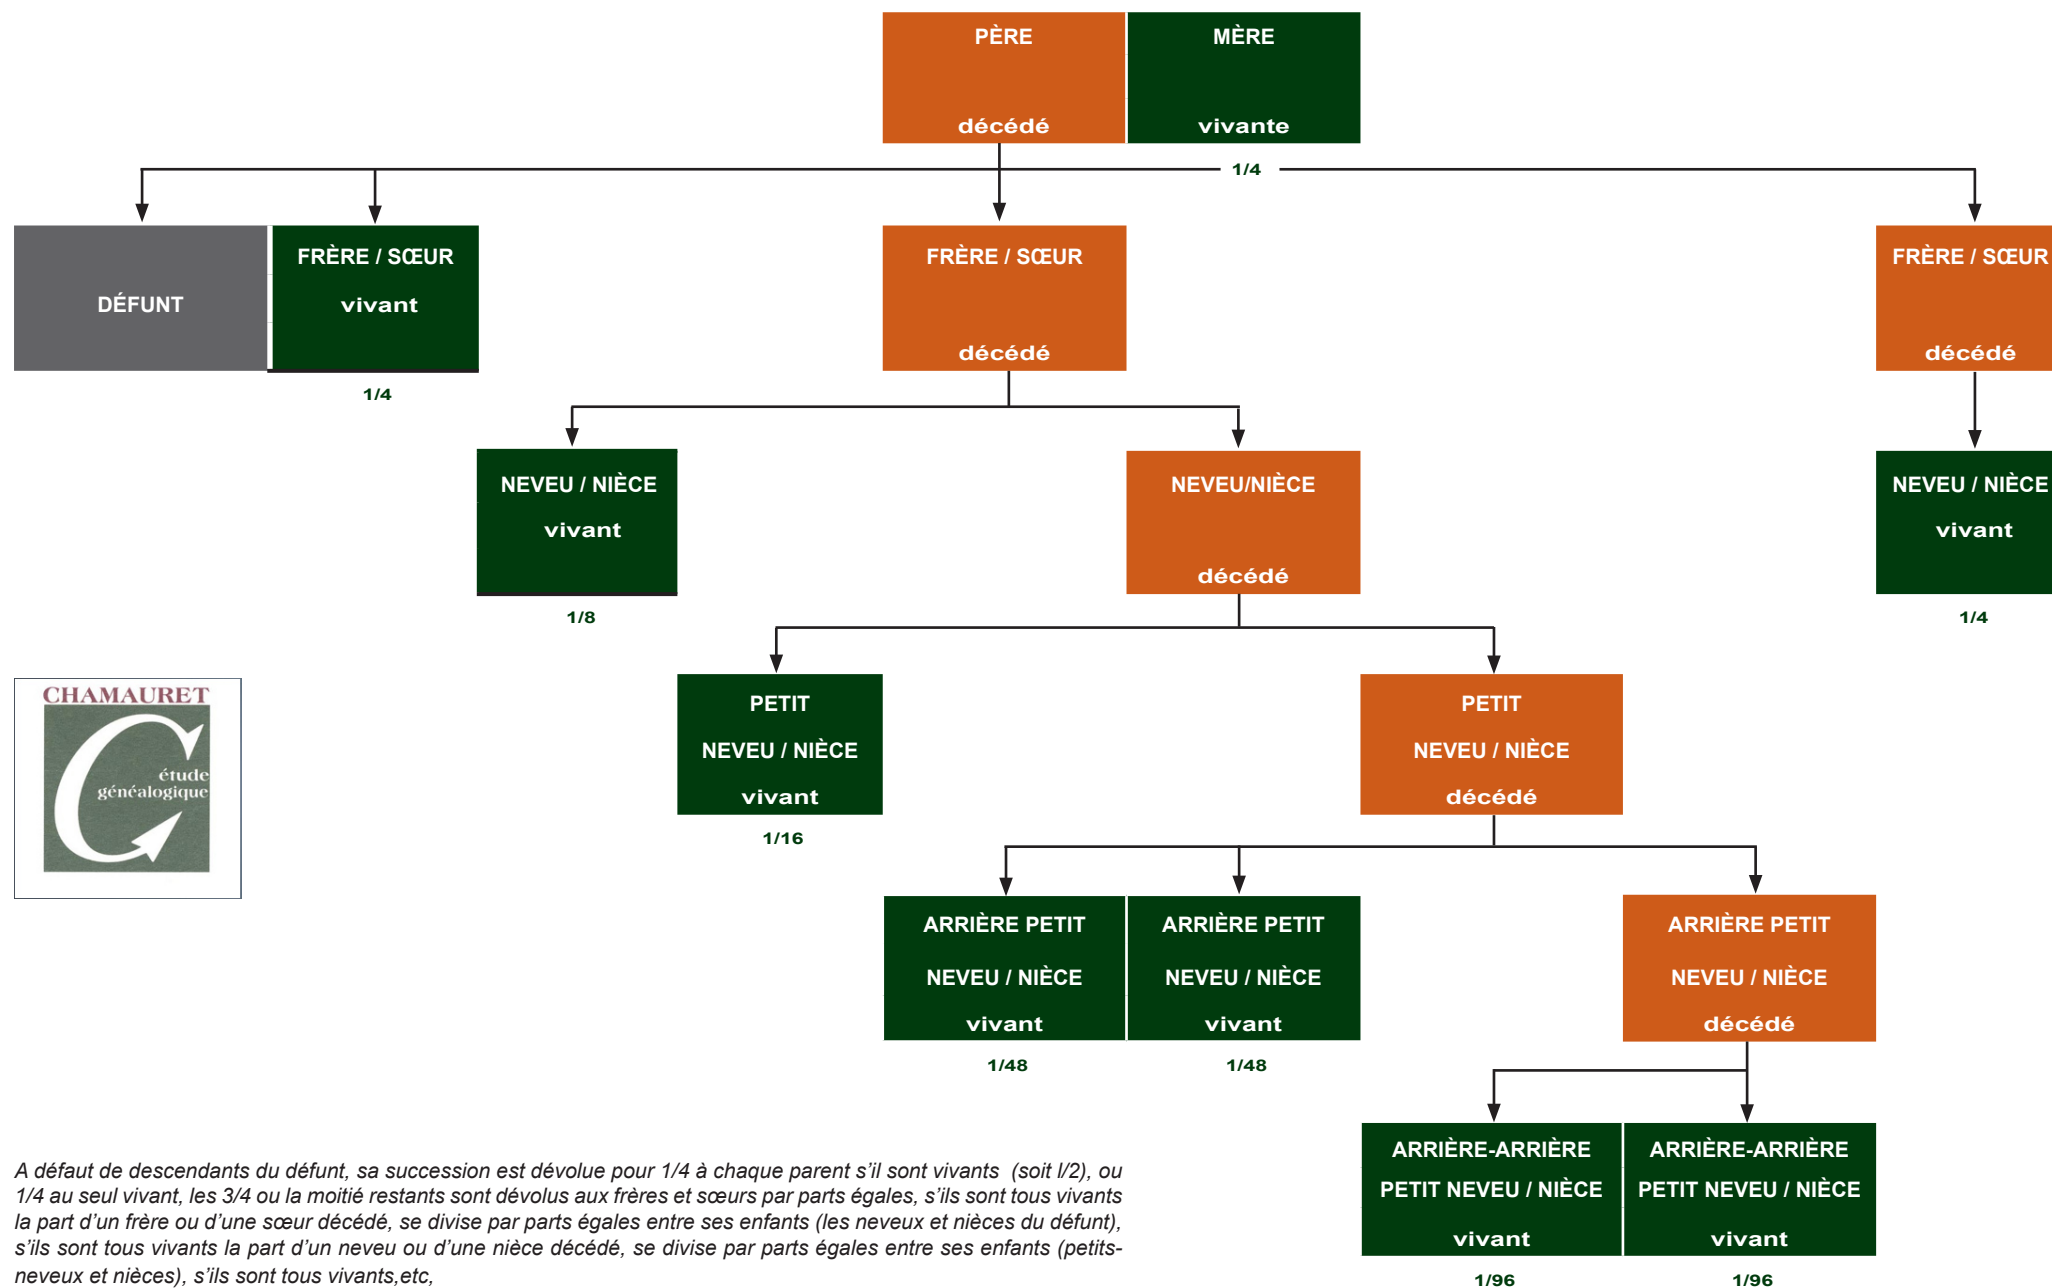 PÈRE
MÈRE
décédé
vivante
1/4
DÉFUNT
FRÈRE / SŒUR
vivant
1/4
FRÈRE / SŒUR
décédé
FRÈRE / SŒUR
décédé
NEVEU / NIÈCE
vivant
1/8
NEVEU/NIÈCE
décédé
NEVEU / NIÈCE
vivant
1/4
CHAMAURET
étude
généalogique
PETIT
NEVEU / NIÈCE
vivant
1/16
PETIT
NEVEU / NIÈCE
décédé
ARRIÈRE PETIT
NEVEU / NIÈCE
vivant
1/48
ARRIÈRE PETIT
NEVEU / NIÈCE
vivant
1/48
ARRIÈRE PETIT
NEVEU / NIÈCE
décédé
ARRIÈRE-ARRIÈRE
PETIT NEVEU / NIÈCE
vivant
1/96
ARRIÈRE-ARRIÈRE
PETIT NEVEU / NIÈCE
vivant
1/96
A défaut de descendants du défunt, sa succession est dévolue pour 1/4 à chaque parent s'il sont vivants (soit l/2), ou
1/4 au seul vivant, les 3/4 ou la moitié restants sont dévolus aux frères et sœurs par parts égales, s'ils sont tous vivants
la part d'un frère ou d'une sœur décédé, se divise par parts égales entre ses enfants (les neveux et nièces du défunt),
s'ils sont tous vivants la part d'un neveu ou d'une nièce décédé, se divise par parts égales entre ses enfants (petits-
neveux et nièces), s'ils sont tous vivants,etc,